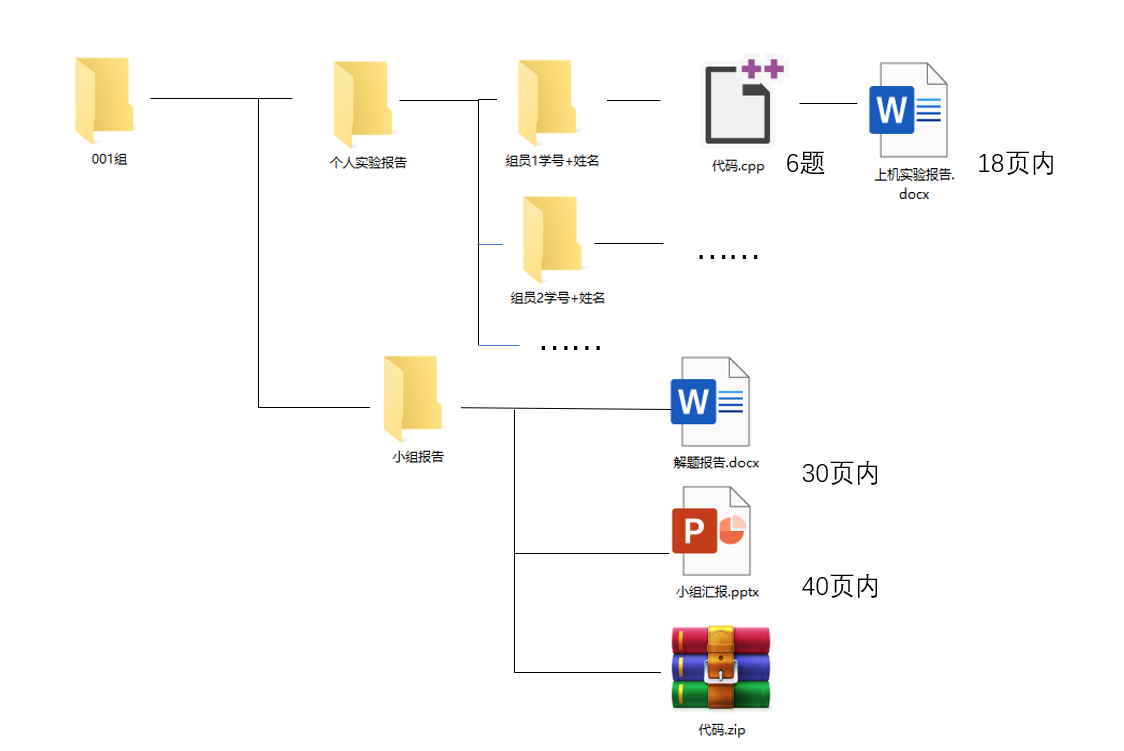 001组
个人实验报告
组员1学号+姓名
代码.cpp
6题
上机实验报告.
docx
18页内
组员2学号+姓名
……
……
小组报告
W
解题报告.docx
30页内
P
小组汇报.pptx
40页内
代码.zip
W